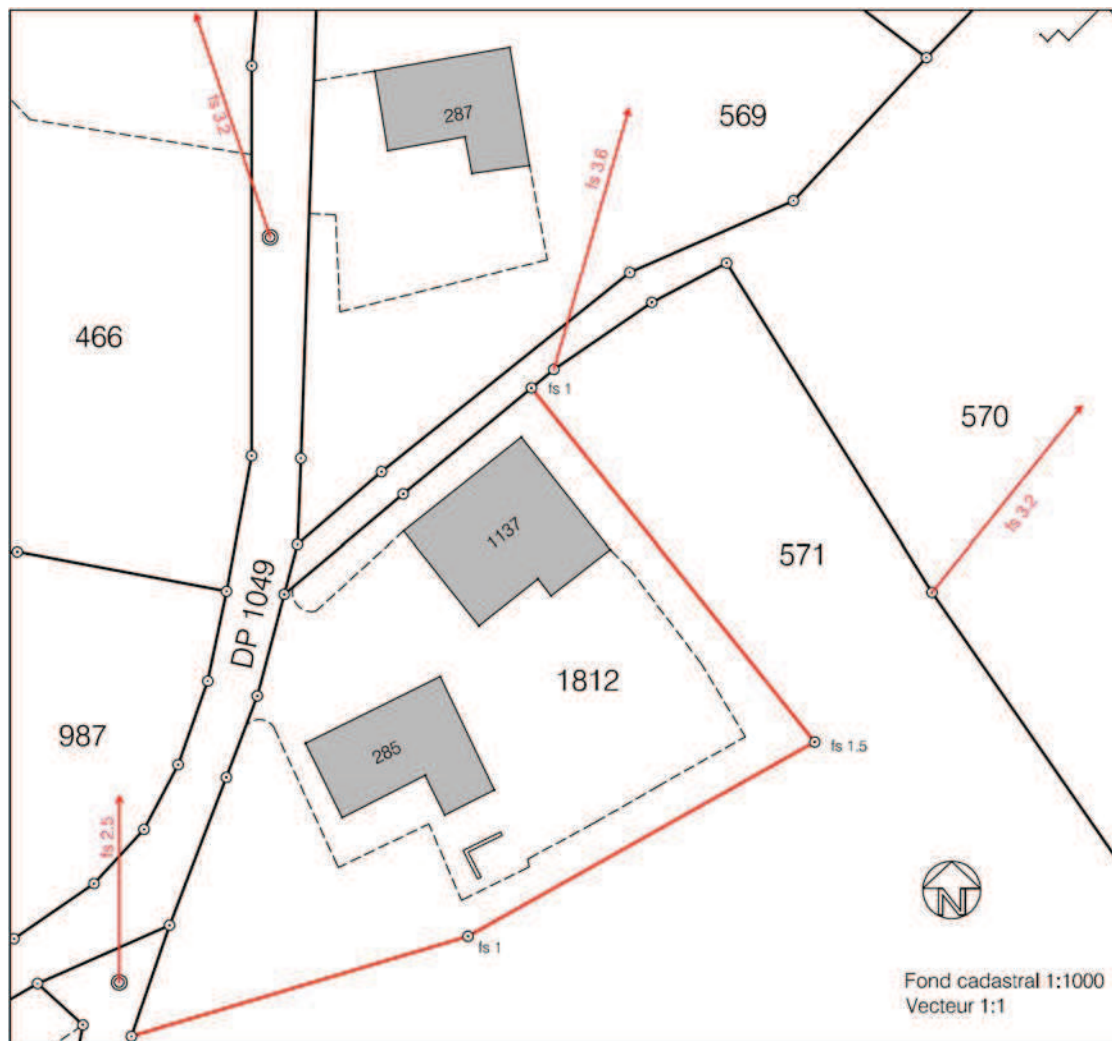 fs 3.2
287
569
fs 3.6
466
570
fs 1
fs 3.2
1137
571
DP 1049
1812
987
285
fs 1.5
fs 2.5
N
fs 1
Fond cadastral 1:1000
Vecteur 1:1